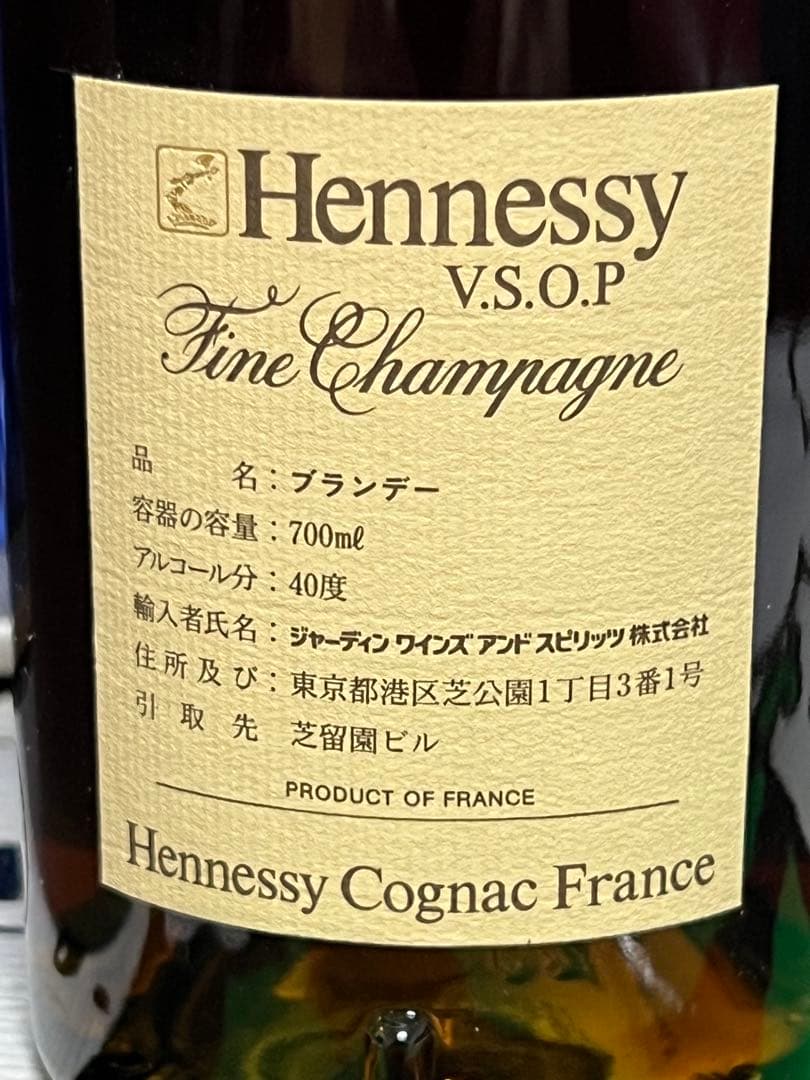 Hennessy
V.S.O.P
Fine Champagne
品名：ブランデー
容器の容量：700mℓ
アルコール分：40度
輸入者氏名：ジャーディン ワインズ アンド スピリッツ 株式会社
住所及び：東京都港区芝公園1丁目3番1号
引取先 芝留園ビル
PRODUCT OF FRANCE
Hennessy Cognac France